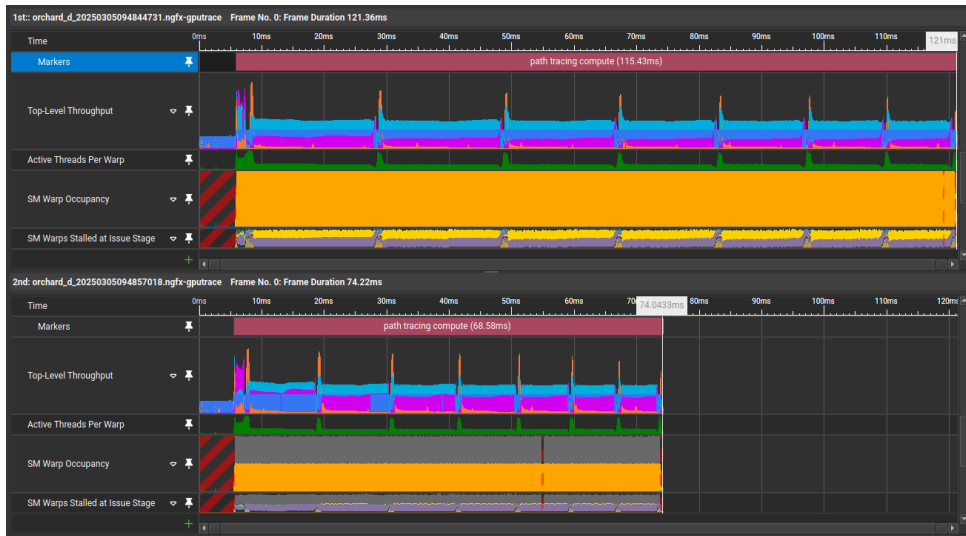 1st:: orchard_d_20250305094844731.ngfx-gputrace Frame No. 0: Frame Duration 121.36ms
Time 0ms 10ms 20ms 30ms 40ms 50ms 60ms 70ms 80ms 90ms 100ms 110ms 121ms
Markers path tracing compute (115.43ms)
Top-Level Throughput
Active Threads Per Warp
SM Warp Occupancy
SM Warps Stalled at Issue Stage
2nd: orchard_d_20250305094857018.ngfx-gputrace Frame No. 0: Frame Duration 74.22ms
Time 0ms 10ms 20ms 30ms 40ms 50ms 60ms 70 74.0433ms 80ms 90ms 100ms 110ms 120m
Markers path tracing compute (68.58ms)
Top-Level Throughput
Active Threads Per Warp
SM Warp Occupancy
SM Warps Stalled at Issue Stage